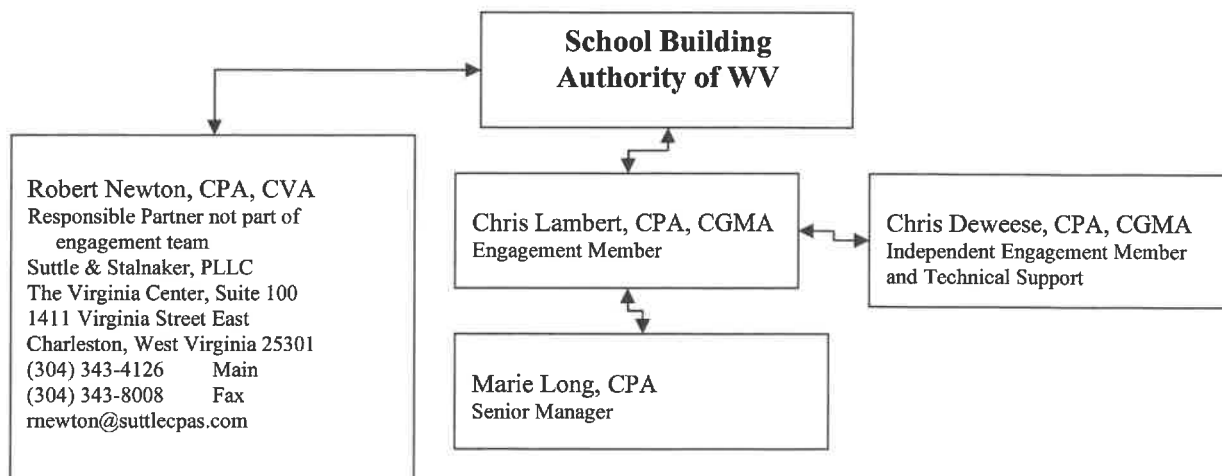 School Building
Authority of WV
Robert Newton, CPA, CVA
Responsible Partner not part of
engagement team
Suttle & Stalnaker, PLLC
The Virginia Center, Suite 100
1411 Virginia Street East
Charleston, West Virginia 25301
(304) 343-4126 Main
(304) 343-8008 Fax
rnewton@suttlecpas.com
Chris Lambert, CPA, CGMA
Engagement Member
Chris Deweese, CPA, CGMA
Independent Engagement Member
and Technical Support
Marie Long, CPA
Senior Manager